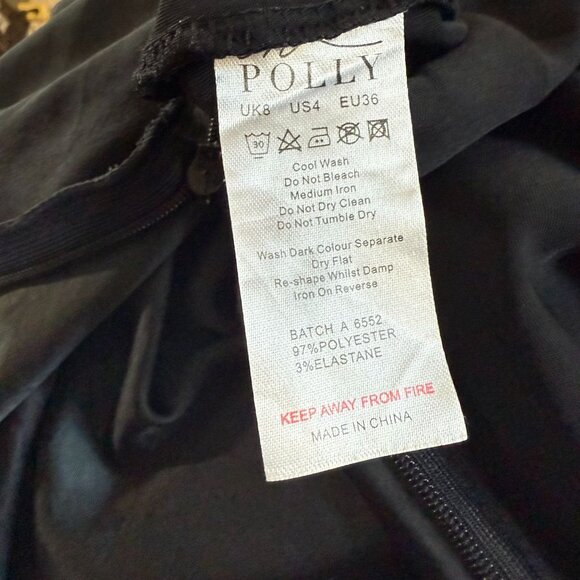 POLLY
UK8 US4 EU36
30
Cool Wash
Do Not Bleach
Medium Iron
Do Not Dry Clean
Do Not Tumble Dry
Wash Dark Colour Separate
Dry Flat
Re-shape Whilst Damp
Iron On Reverse
BATCH A 6552
97%POLYESTER
3%ELASTANE
KEEP AWAY FROM FIRE
MADE IN CHINA